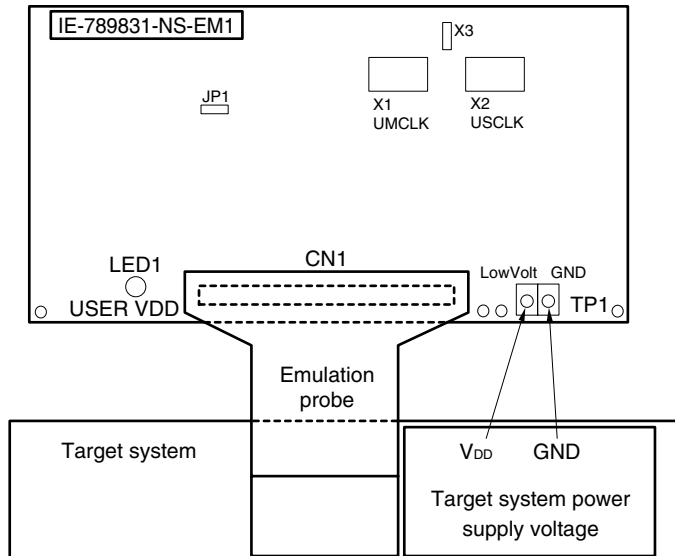 IE-789831-NS-EM1
X3
JP1
X1
UMCLK
X2
USCLK
LED1
USER VDD
CN1
LowVolt GND
TP1
Emulation
probe
Target system
VDD GND
Target system power
supply voltage